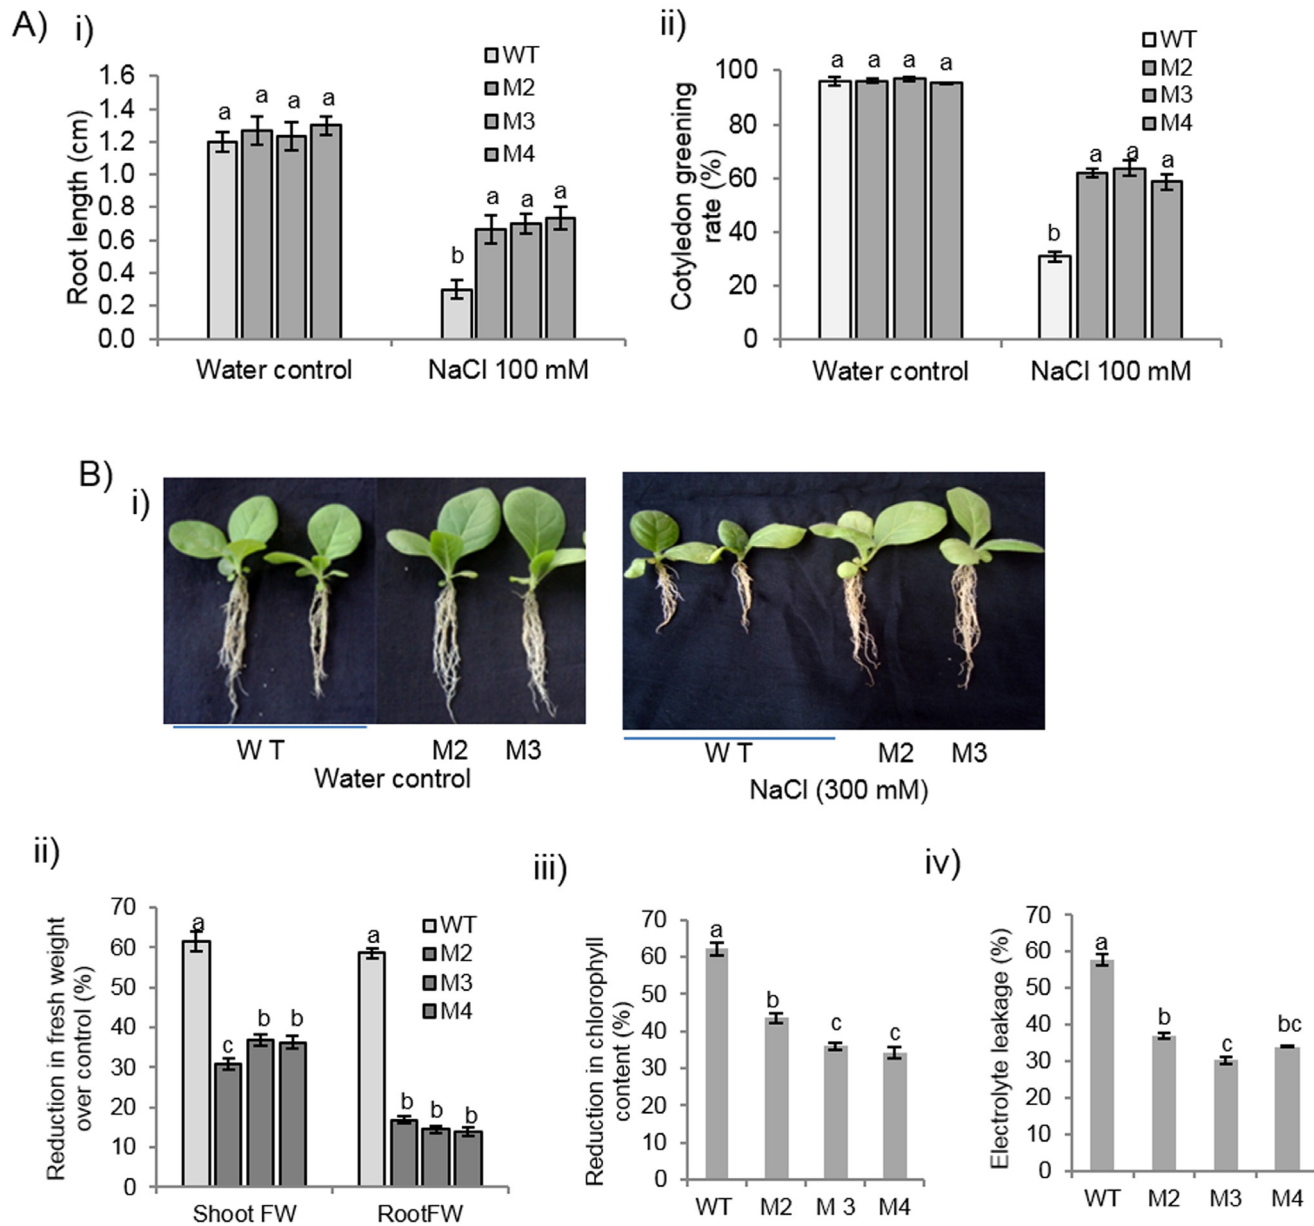 A)
i)
WT
M2
M3
M4
1.6
1.4
1.2
1.0
0.8
0.6
0.4
0.2
0.0
Root length (cm)
a a a a
b a a a
Water control NaCl 100 mM
ii)
WT
M2
M3
M4
100
80
60
40
20
0
Cotyledon greening
rate (%)
a a a a
b a a a
Water control NaCl 100 mM
B)
i)
W T M2 M3
Water control
W T M2 M3
NaCl (300 mM)
ii)
WT
M2
M3
M4
70
60
50
40
30
20
10
0
Reduction in fresh weight
over control (%)
a c b b
a b b b
Shoot FW RootFW
iii)
70
60
50
40
30
20
10
0
Reduction in chlorophyll
content (%)
a b c c
WT M2 M 3 M4
iv)
70
60
50
40
30
20
10
0
Electrolyte leakage (%)
a b c bc
WT M2 M3 M4